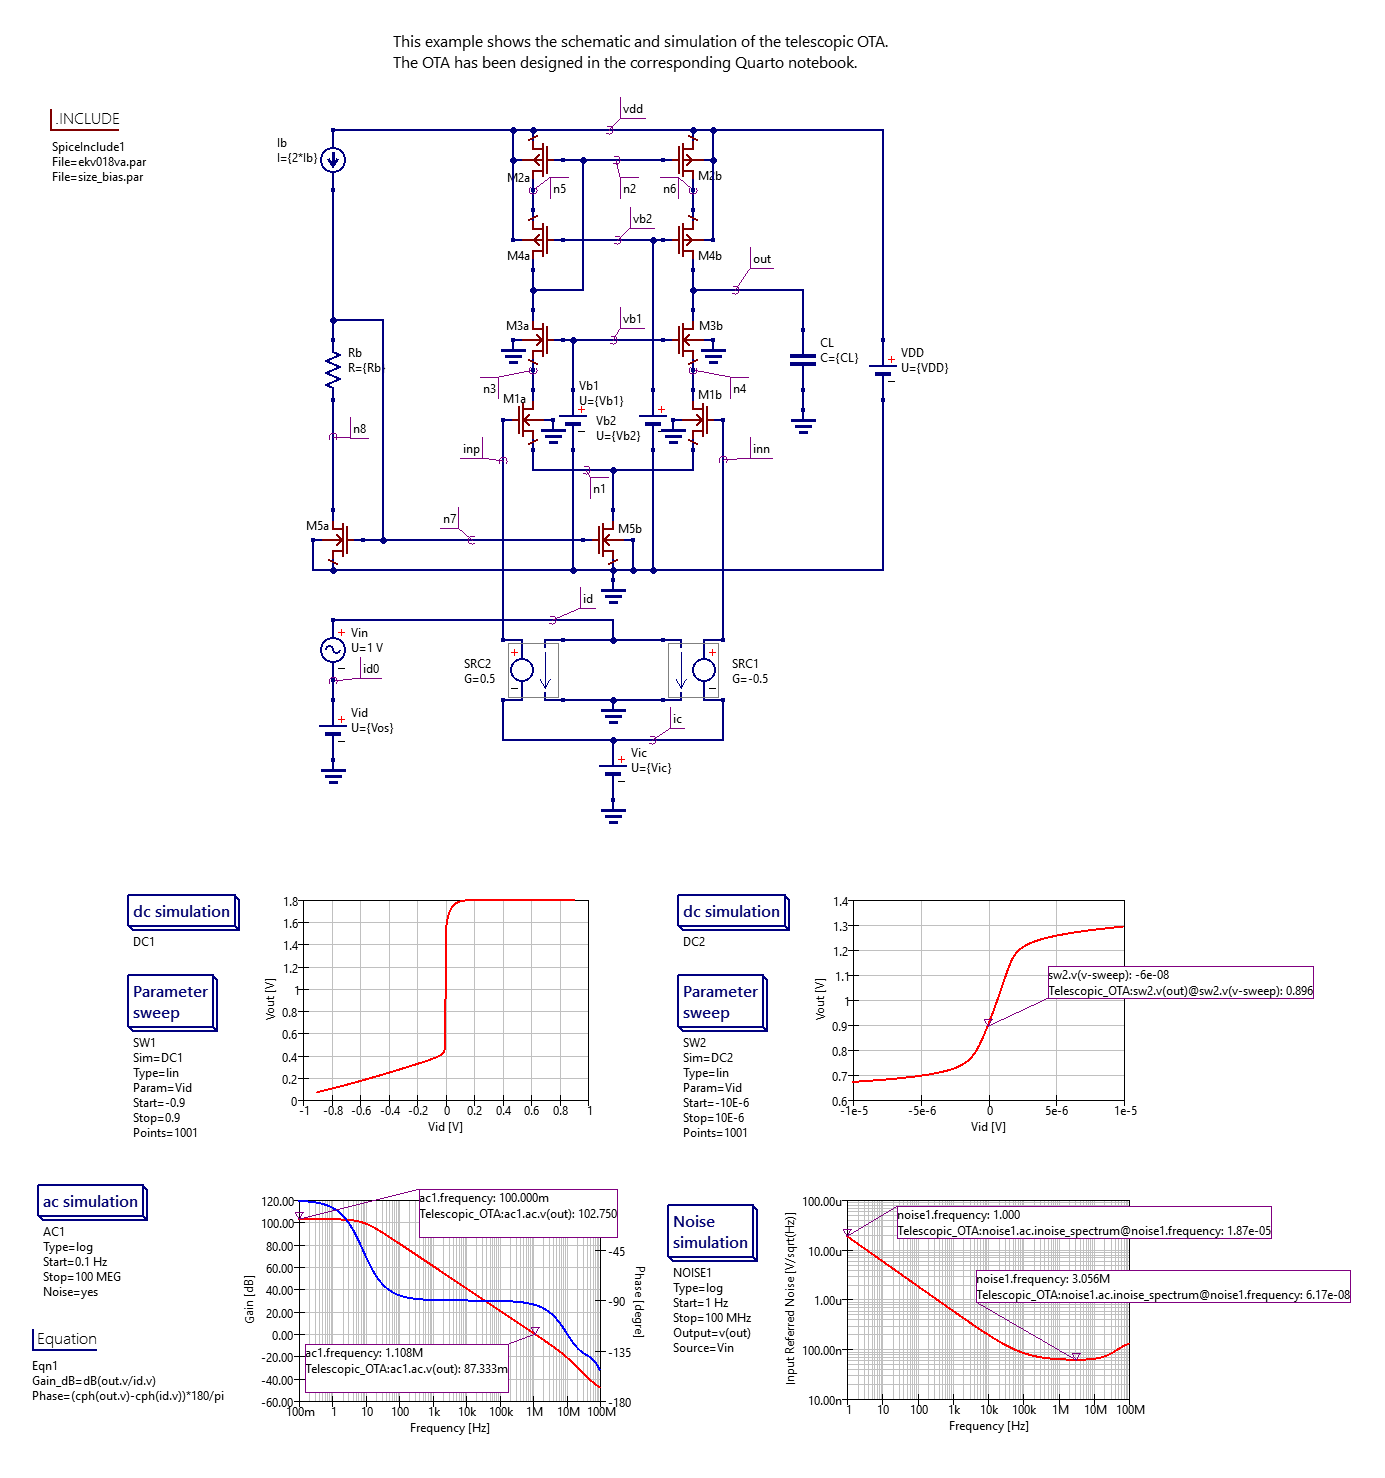 This example shows the schematic and simulation of the telescopic OTA.
The OTA has been designed in the corresponding Quarto notebook.
.INCLUDE
SpiceInclude1
File=ekv018va.par
File=size_bias.par
Ib
I={2*Ib}
vdd
M2a
M2b
n5
n2
n6
vb2
M4a
M4b
out
M3a
vb1
M3b
Rb
R={Rb
CL
C={CL}
VDD
U={VDD}
n3
n4
M1a
M1b
Vb1
U={Vb1}
Vb2
U={Vb2}
n8
inp
inn
n1
n7
M5a
M5b
id
Vin
U=1 V
id0
SRC2
G=0.5
SRC1
G=-0.5
Vid
U={Vos}
ic
Vic
U={Vic}
dc simulation
DC1
Parameter
sweep
SW1
Sim=DC1
Type=lin
Param=Vid
Start=-0.9
Stop=0.9
Points=1001
Vout [V]
1.8
1.6
1.4
1.2
1
0.8
0.6
0.4
0.2
0
-1 -0.8 -0.6 -0.4 -0.2 0 0.2 0.4 0.6 0.8 1
Vid [V]
dc simulation
DC2
Parameter
sweep
SW2
Sim=DC2
Type=lin
Param=Vid
Start=-10E-6
Stop=10E-6
Points=1001
Vout [V]
1.4
1.3
1.2
1.1
1
0.9
0.8
0.7
0.6
-1e-5 -5e-6 0 5e-6 1e-5
Vid [V]
sw2.v(v-sweep): -6e-08
Telescopic_OTA:sw2.v(out)@sw2.v(v-sweep): 0.896
ac simulation
AC1
Type=log
Start=0.1 Hz
Stop=100 MEG
Noise=yes
Equation
Eqn1
Gain_dB=dB(out.v/id.v)
Phase=(cph(out.v)-cph(id.v))*180/pi
Gain [dB]
120.00
100.00
80.00
60.00
40.00
20.00
0.00
-20.00
-40.00
-60.00
100m 1 10 100 1k 10k 100k 1M 10M 100M
Frequency [Hz]
-45
-90
-135
-180
Phase [degree]
ac1.frequency: 100.000m
Telescopic_OTA:ac1.ac.v(out): 102.750
ac1.frequency: 1.108M
Telescopic_OTA:ac1.ac.v(out): 87.333m
Noise
simulation
NOISE1
Type=log
Start=1 Hz
Stop=100 MHz
Output=v(out)
Source=Vin
Input Referred Noise [V/sqrt(Hz)]
100.00u
10.00u
1.00u
100.00n
10.00n
1 10 100 1k 10k 100k 1M 10M 100M
Frequency [Hz]
noise1.frequency: 1.000
Telescopic_OTA:noise1.ac.inoise_spectrum@noise1.frequency: 1.87e-05
noise1.frequency: 3.056M
Telescopic_OTA:noise1.ac.inoise_spectrum@noise1.frequency: 6.17e-08